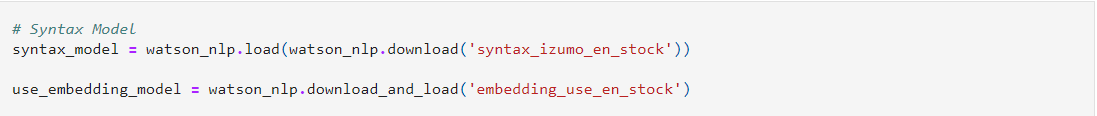 # Syntax Model
syntax_model = watson_nlp.load(watson_nlp.download('syntax_izumo_en_stock'))
use_embedding_model = watson_nlp.download_and_load('embedding_use_en_stock')